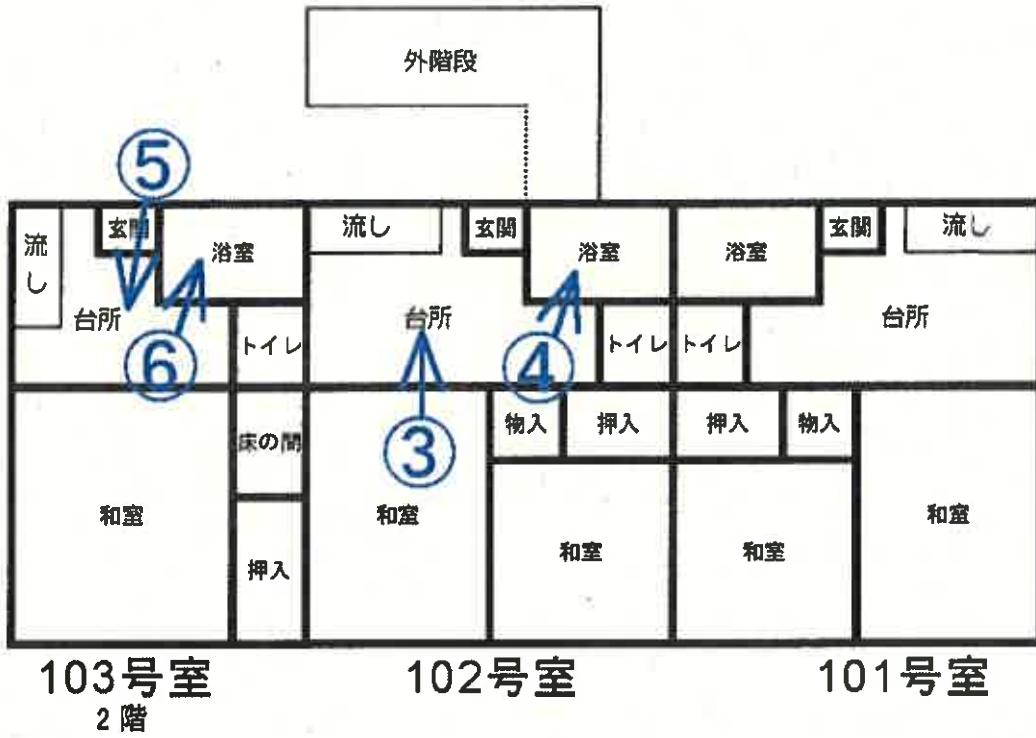 外階段
⑤
流し
玄関
浴室
流し
玄関
浴室
浴室
玄関
流し
台所
⑥
トイレ
台所
④
トイレ
トイレ
台所
③
床の間
物入
押入
押入
物入
和室
押入
和室
和室
和室
和室
103号室
102号室
101号室
2階